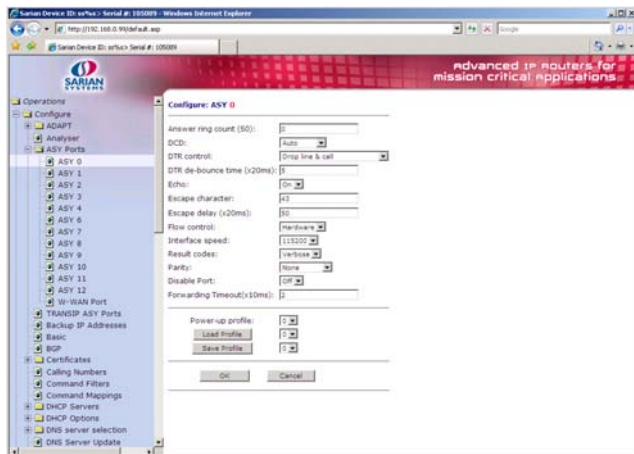 Sarian Device ID: ss%s> Serial #: 105089 - Windows Internet Explorer
http://192.168.0.99/default.asp
Google
Sarian Device ID: ss%s> Serial #: 105089
SARIAN
SYSTEMS
Advanced IP Routers for
mission critical applications
Operations
Configure
ADAPT
Analyser
ASY Ports
ASY 0
ASY 1
ASY 2
ASY 3
ASY 4
ASY 6
ASY 7
ASY 8
ASY 9
ASY 10
ASY 11
ASY 12
W-WAN Port
TRANSIP ASY Ports
Backup IP Addresses
Basic
BGP
Certificates
Calling Numbers
Command Filters
Command Mappings
DHCP Servers
DHCP Options
DNS server selection
DNS Server Update
Configure: ASY 0
Answer ring count (S0): 0
DCD: Auto
DTR control: Drop line & call
DTR de-bounce time (x20ms): 5
Echo: On
Escape character: 43
Escape delay (x20ms): 50
Flow control: Hardware
Interface speed: 115200
Result codes: Verbose
Parity: None
Disable Port: Off
Forwarding Timeout(x10ms): 2
Power-up profile: 0
Load Profile 0
Save Profile 0
OK Cancel